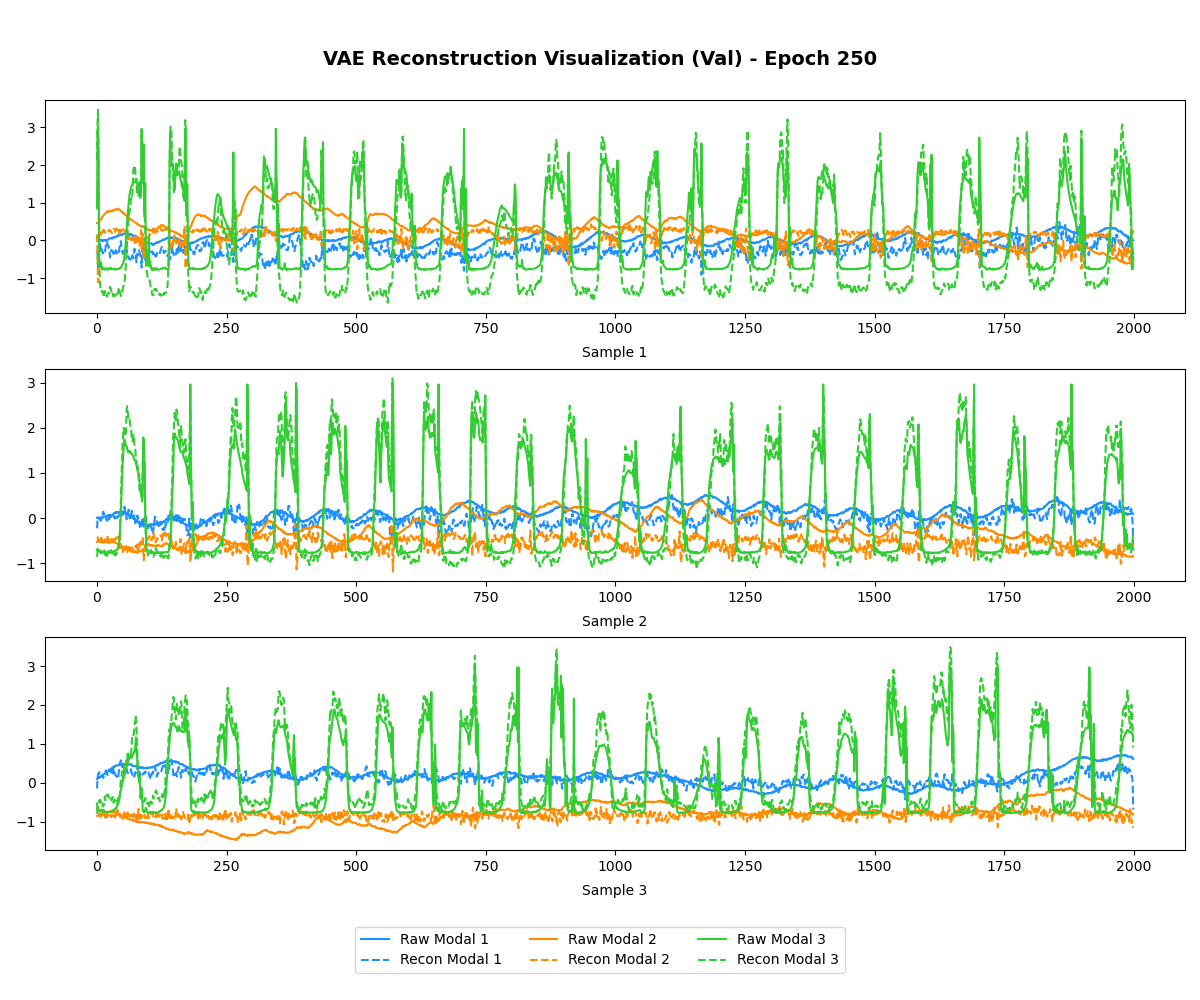 VAE Reconstruction Visualization (Val) - Epoch 250
3
2
1
0
−1
0 250 500 750 1000 1250 1500 1750 2000
Sample 1
3
2
1
0
−1
0 250 500 750 1000 1250 1500 1750 2000
Sample 2
3
2
1
0
−1
0 250 500 750 1000 1250 1500 1750 2000
Sample 3
Raw Modal 1 Raw Modal 2 Raw Modal 3
Recon Modal 1 Recon Modal 2 Recon Modal 3